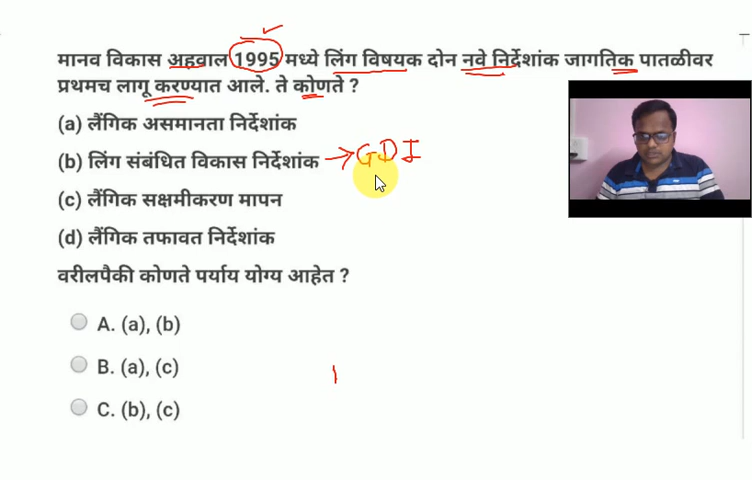 मानव विकास अहवाल 1995 मध्ये लिंग विषयक दोन नवे निर्देशांक जागतिक पातळीवर
प्रथमच लागू करण्यात आले. ते कोणते ?
(a) लैंगिक असमानता निर्देशांक
(b) लिंग संबंधित विकास निर्देशांक → GDI
(c) लैंगिक सक्षमीकरण मापन
(d) लैंगिक तफावत निर्देशांक
वरीलपैकी कोणते पर्याय योग्य आहेत ?
A. (a), (b)
B. (a), (c)
C. (b), (c)